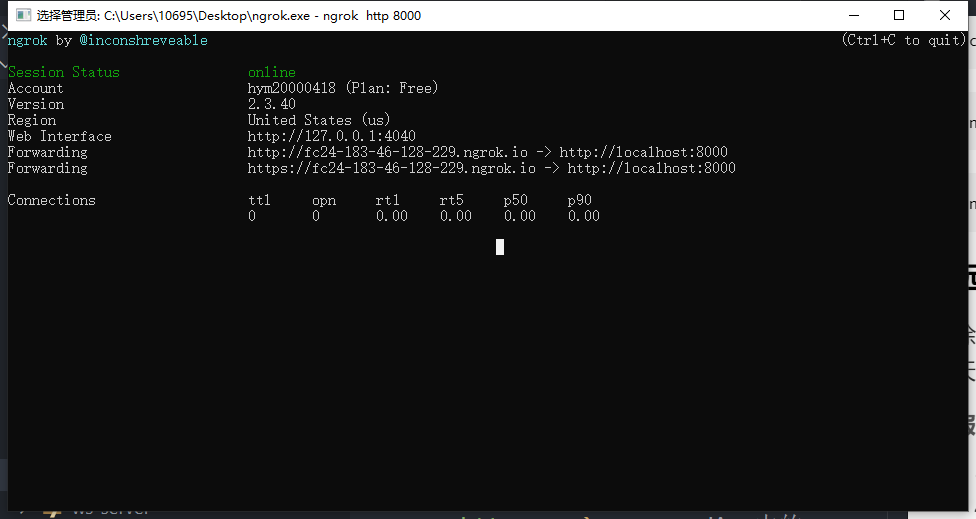 选择管理员: C:\Users\10695\Desktop\ngrok.exe - ngrok  http 8000
ngrok by @inconshreveable (Ctrl+C to quit)
Session Status online
Account hym20000418 (Plan: Free)
Version 2.3.40
Region United States (us)
Web Interface http://127.0.0.1:4040
Forwarding http://fc24-183-46-128-229.ngrok.io -> http://localhost:8000
Forwarding https://fc24-183-46-128-229.ngrok.io -> http://localhost:8000
Connections ttl opn rt1 rt5 p50 p90
0 0 0.00 0.00 0.00 0.00